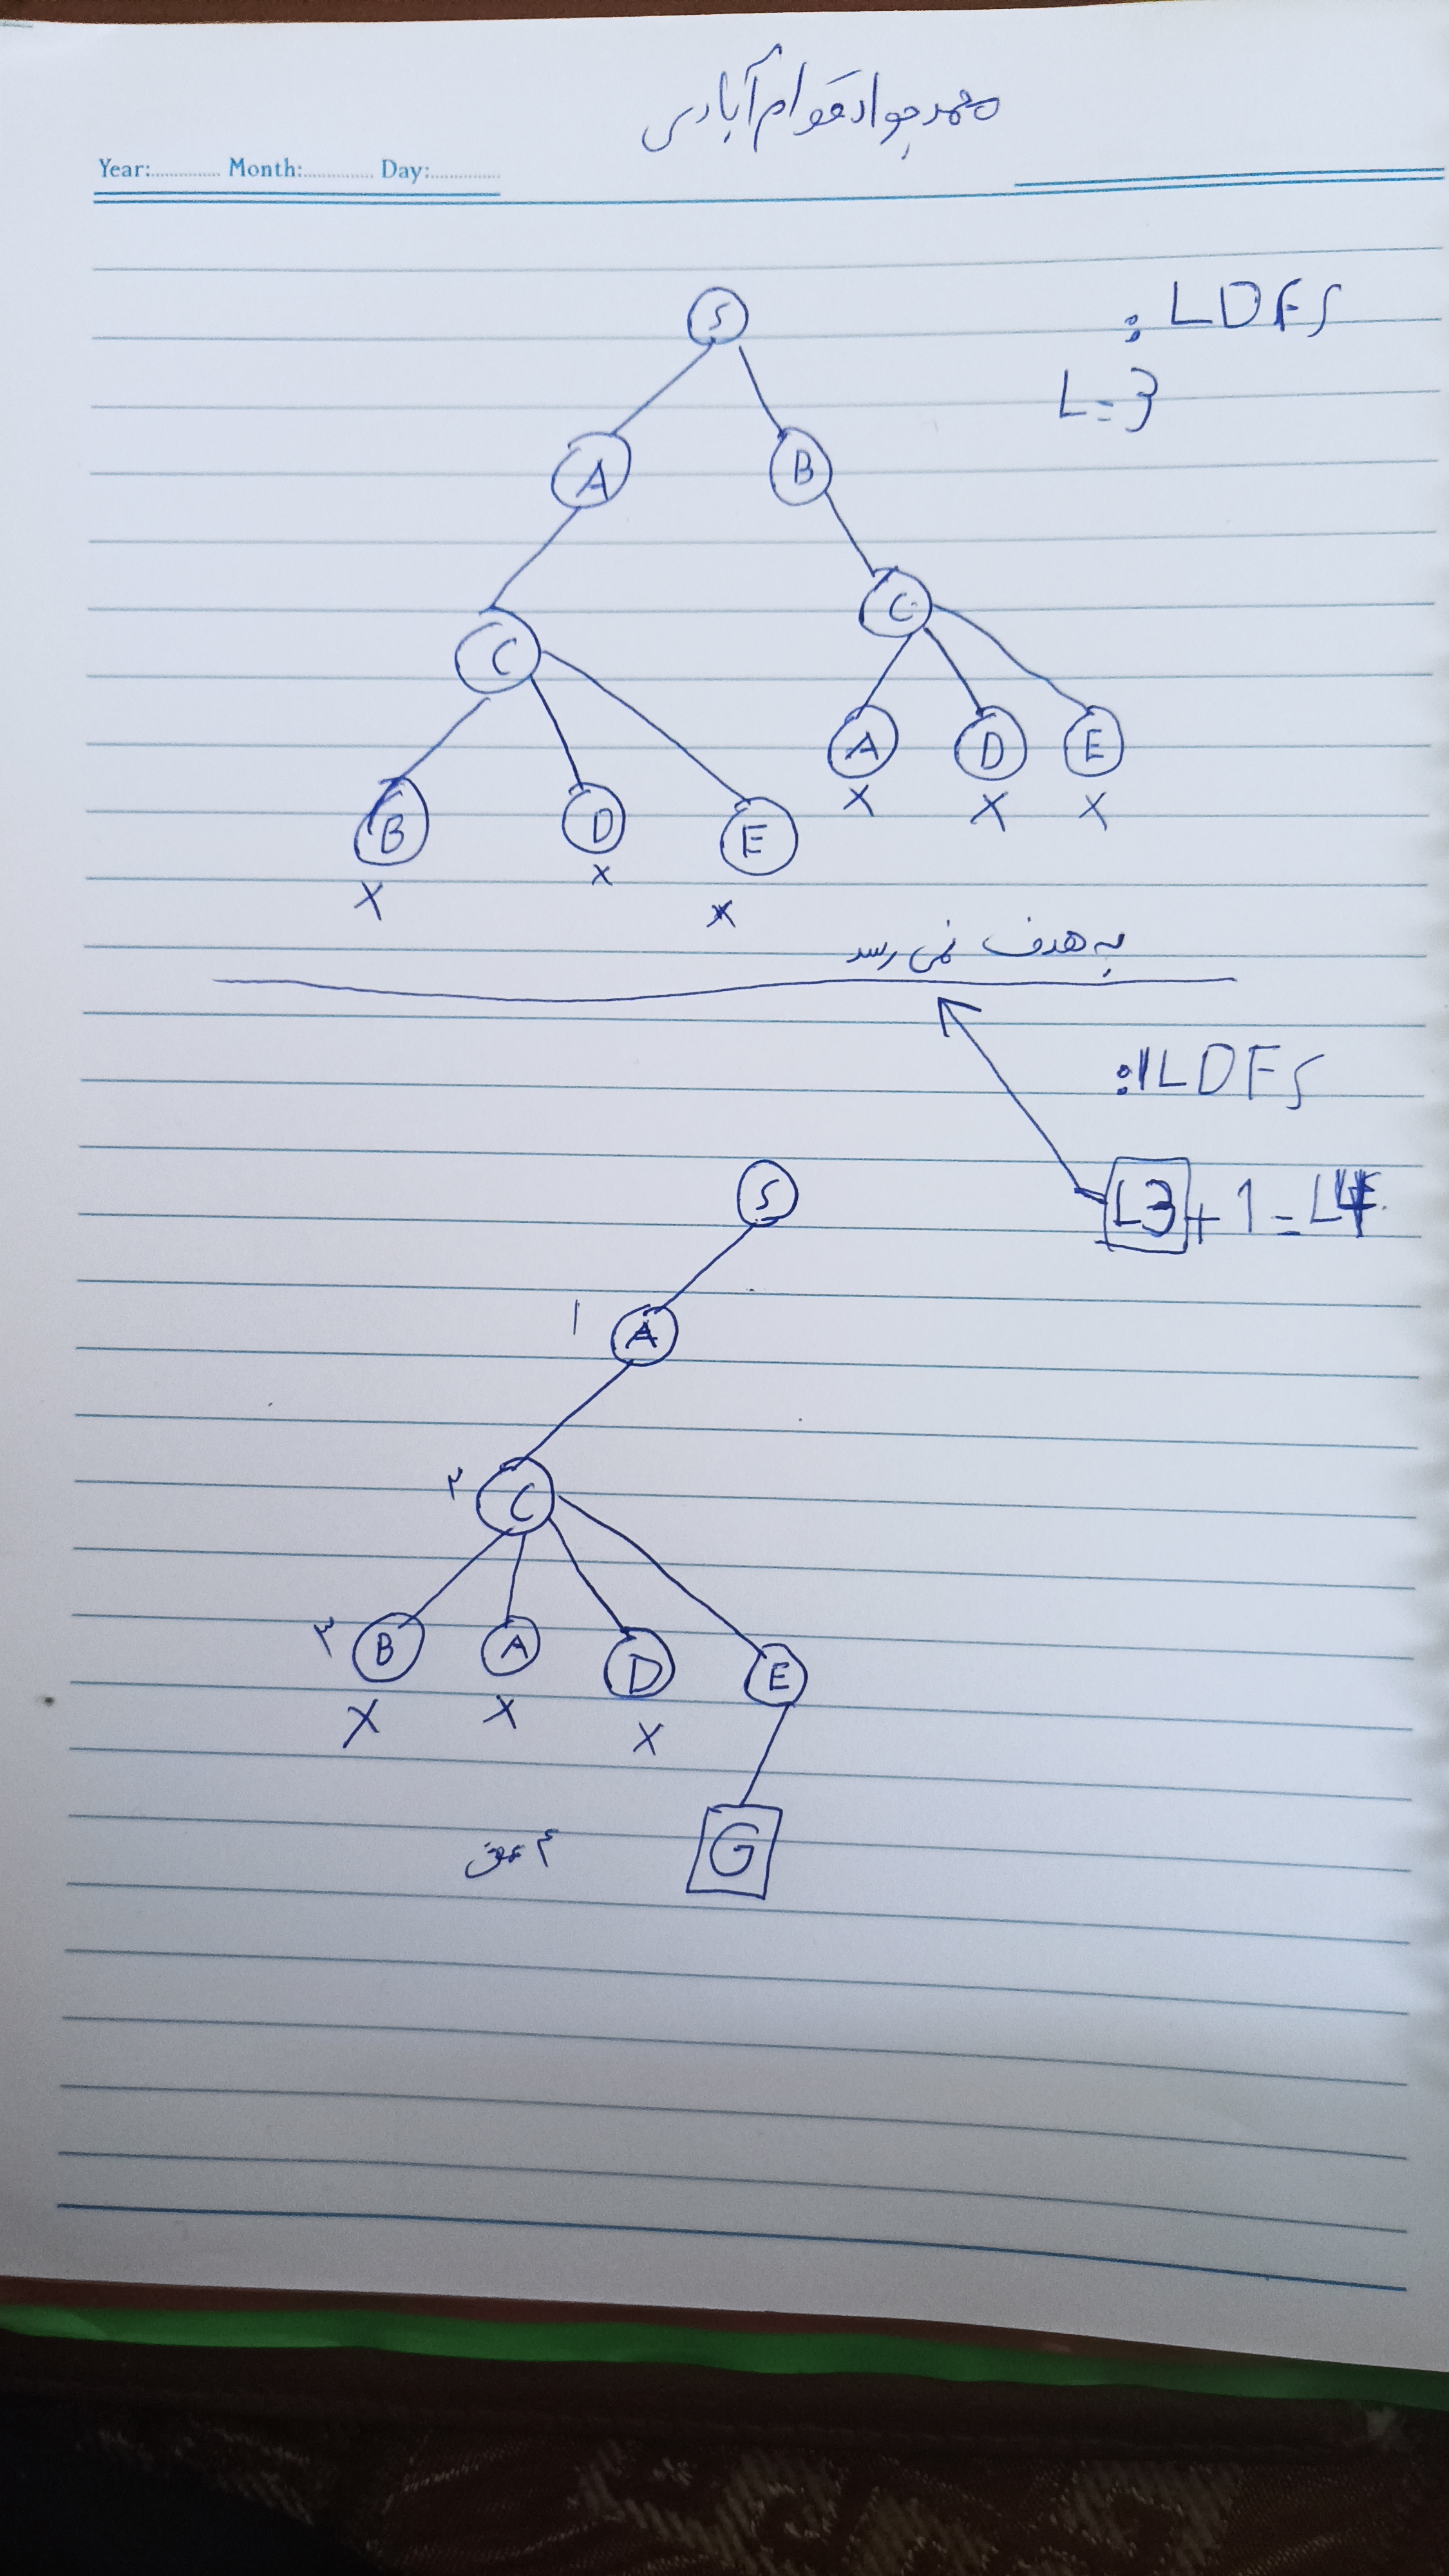 محمدجواد قوام آبادی
Year:............... Month:............... Day:...............
LDFS :
L=3
S
A B
C C
A D E
B D E
X X X
X X X
به هدف نمی رسد
ILDFS:
L3 + 1 = L4
S
۱ A
۲ C
۳ B A D E
X X X
۴ عمق G